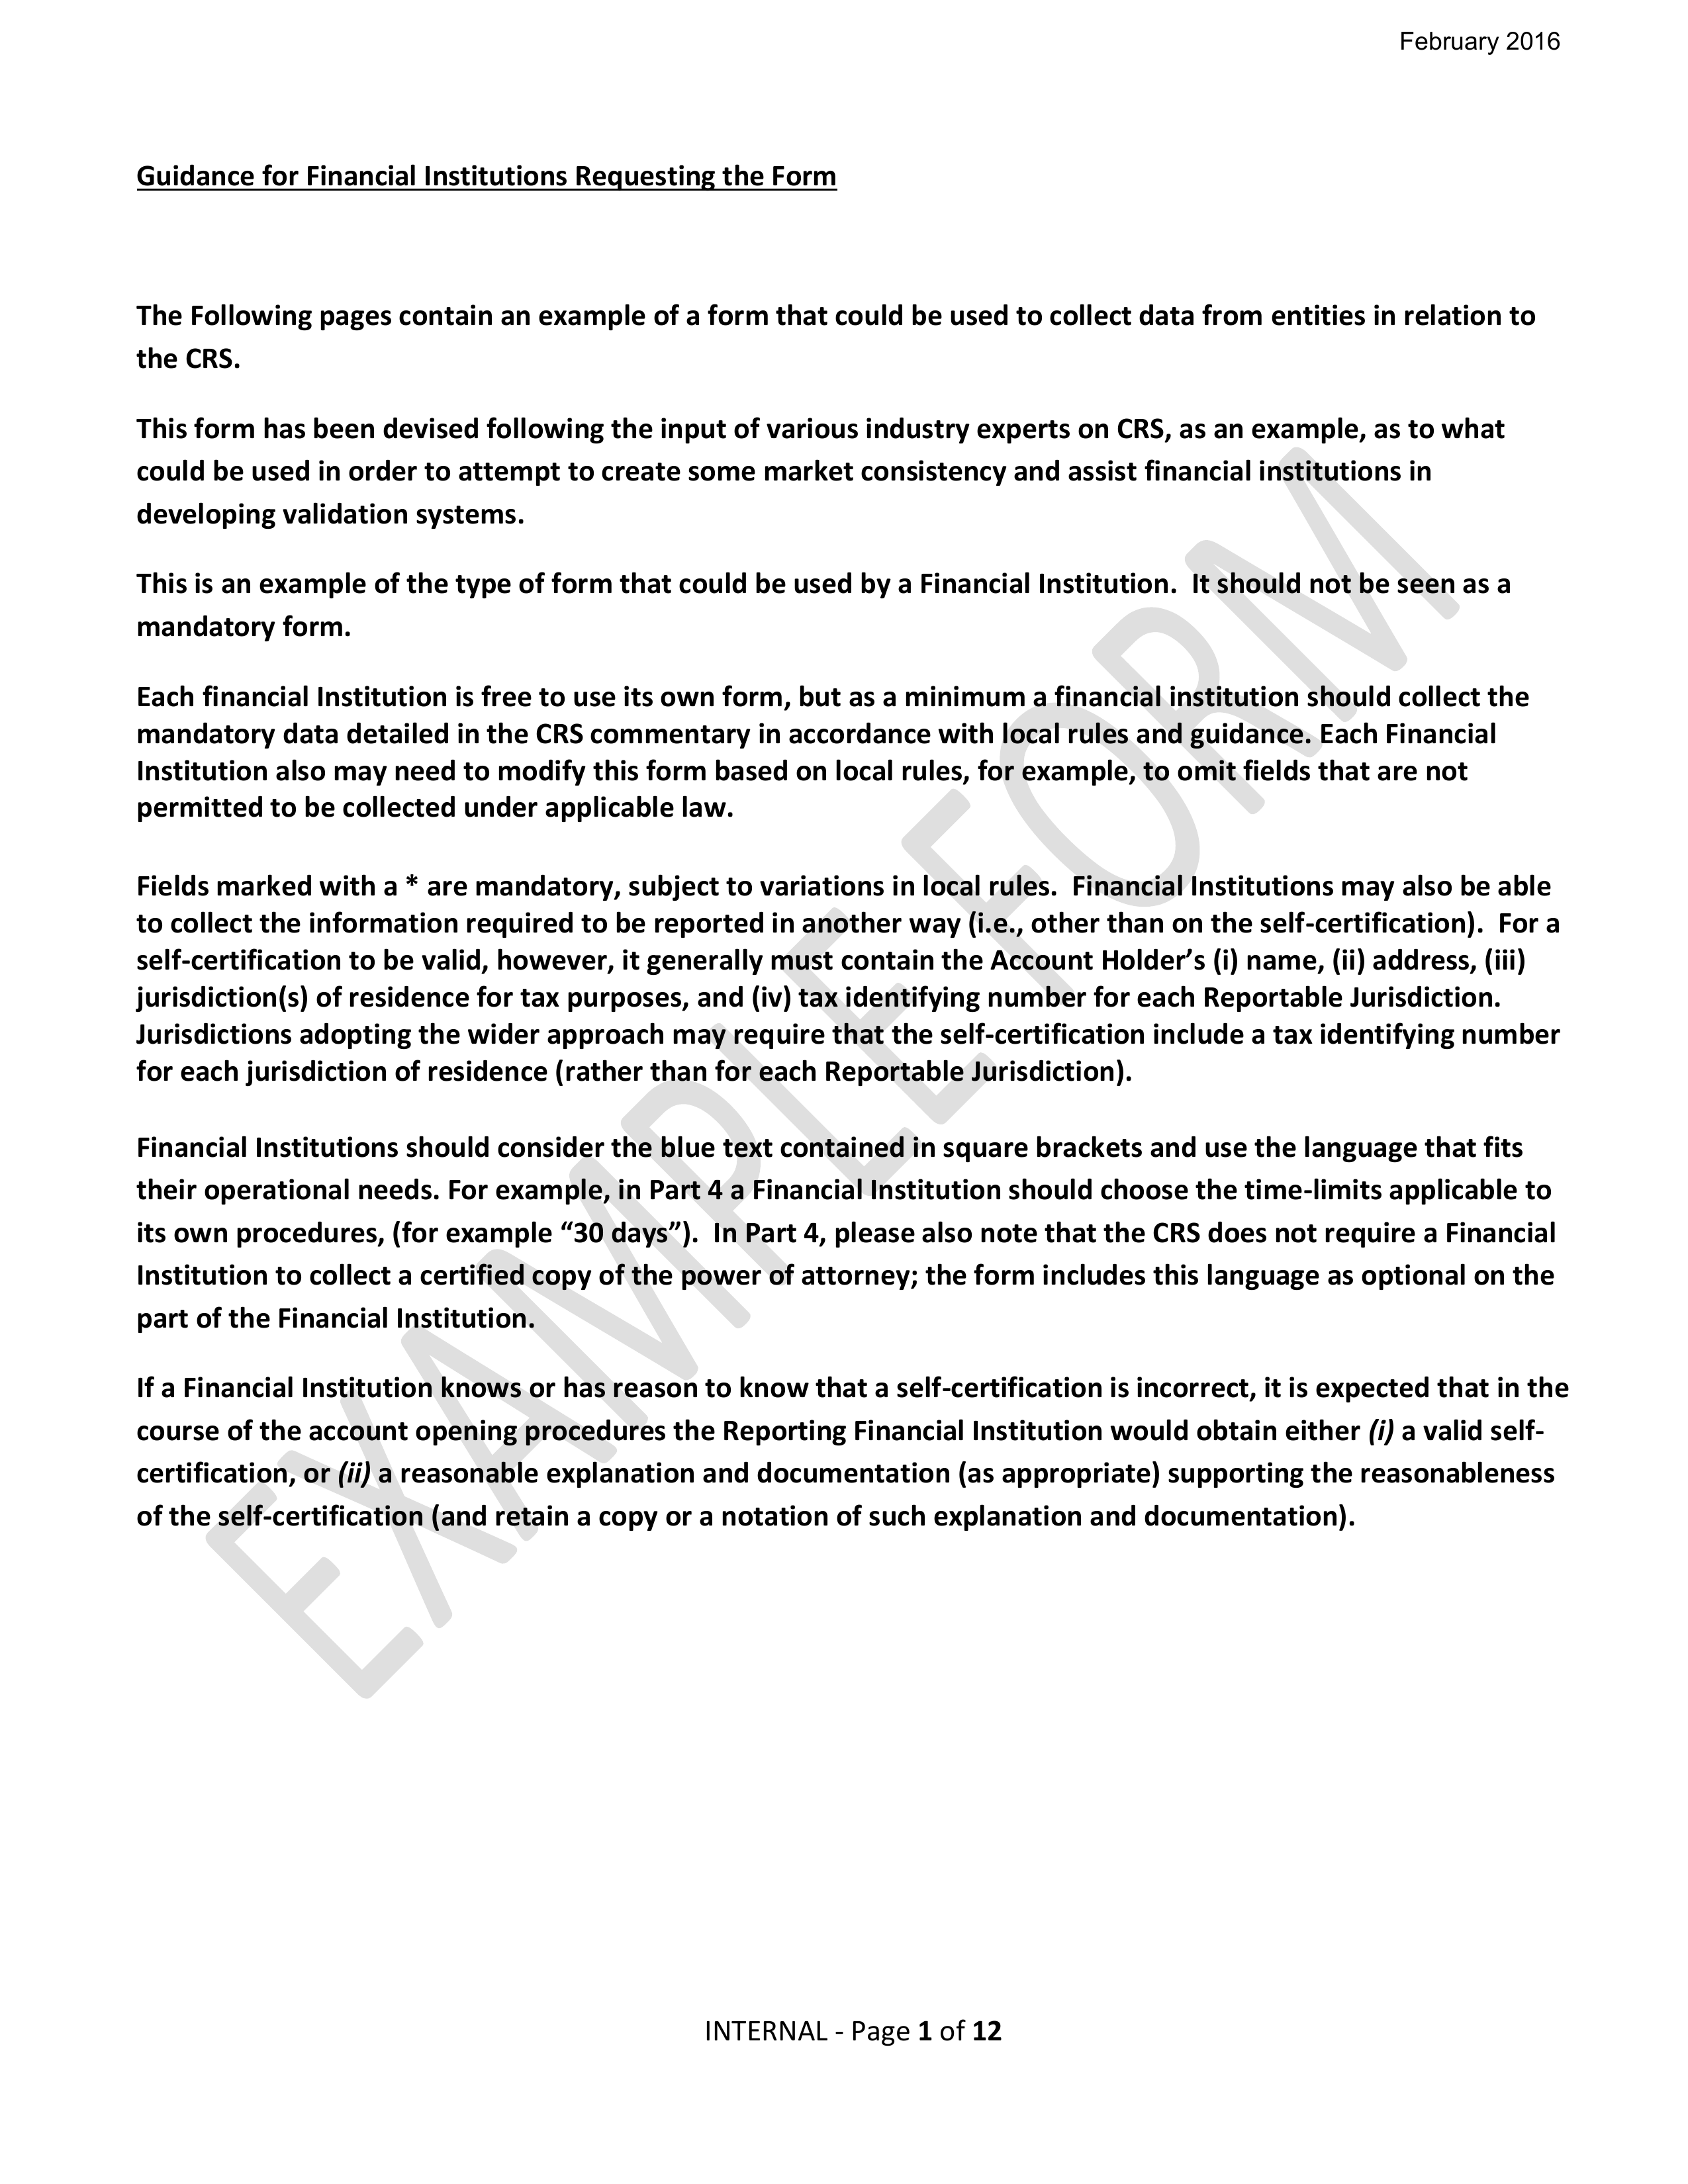 February 2016
Guidance for Financial Institutions Requesting the Form
The Following pages contain an example of a form that could be used to collect data from entities in relation to
the CRS.
This form has been devised following the input of various industry experts on CRS, as an example, as to what
could be used in order to attempt to create some market consistency and assist financial institutions in
developing validation systems.
This is an example of the type of form that could be used by a Financial Institution.  It should not be seen as a
mandatory form.
Each financial Institution is free to use its own form, but as a minimum a financial institution should collect the
mandatory data detailed in the CRS commentary in accordance with local rules and guidance. Each Financial
Institution also may need to modify this form based on local rules, for example, to omit fields that are not
permitted to be collected under applicable law.
Fields marked with a * are mandatory, subject to variations in local rules.  Financial Institutions may also be able
to collect the information required to be reported in another way (i.e., other than on the self-certification).  For a
self-certification to be valid, however, it generally must contain the Account Holder’s (i) name, (ii) address, (iii)
jurisdiction(s) of residence for tax purposes, and (iv) tax identifying number for each Reportable Jurisdiction.
Jurisdictions adopting the wider approach may require that the self-certification include a tax identifying number
for each jurisdiction of residence (rather than for each Reportable Jurisdiction).
Financial Institutions should consider the blue text contained in square brackets and use the language that fits
their operational needs. For example, in Part 4 a Financial Institution should choose the time-limits applicable to
its own procedures, (for example “30 days”).  In Part 4, please also note that the CRS does not require a Financial
Institution to collect a certified copy of the power of attorney; the form includes this language as optional on the
part of the Financial Institution.
If a Financial Institution knows or has reason to know that a self-certification is incorrect, it is expected that in the
course of the account opening procedures the Reporting Financial Institution would obtain either (i) a valid self-
certification, or (ii) a reasonable explanation and documentation (as appropriate) supporting the reasonableness
of the self-certification (and retain a copy or a notation of such explanation and documentation).
EXAMPLE FORM
INTERNAL - Page 1 of 12